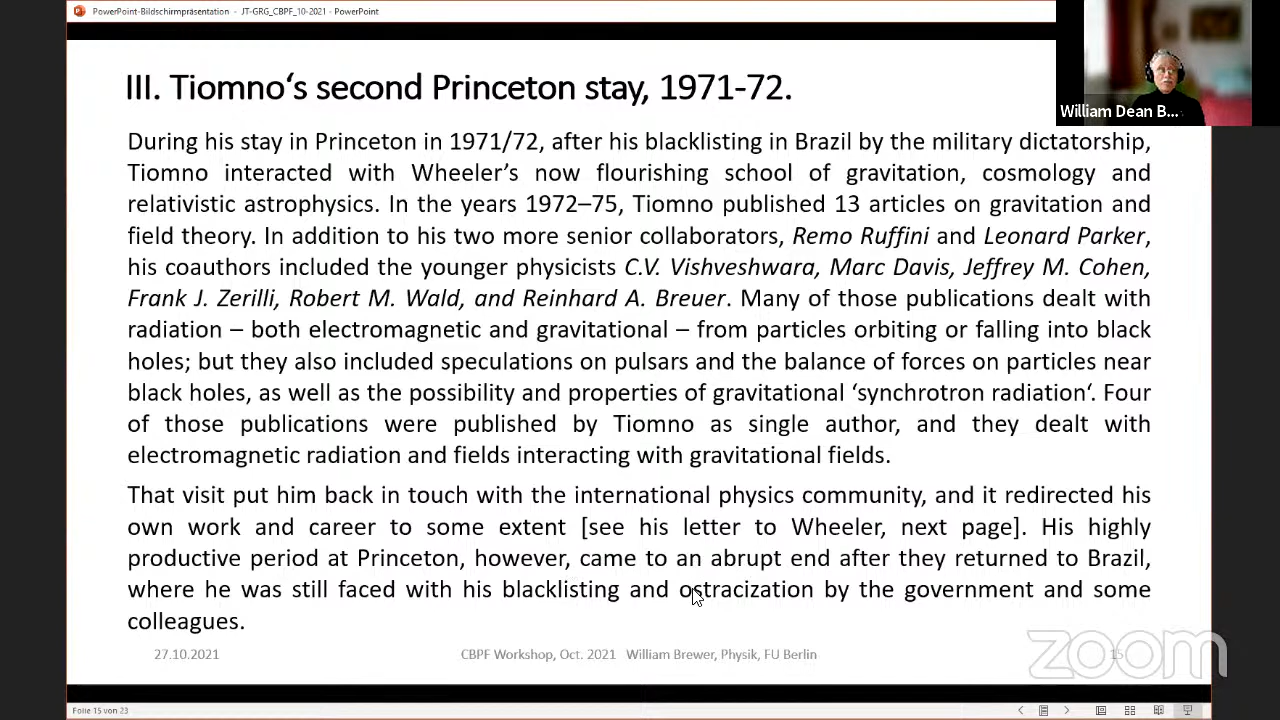 PowerPoint-Bildschirmpräsentation - JT-GRG_CBPF_10-2021 - PowerPoint
William Dean B...
III. Tiomno‘s second Princeton stay, 1971-72.
During his stay in Princeton in 1971/72, after his blacklisting in Brazil by the military dictatorship,
Tiomno interacted with Wheeler’s now flourishing school of gravitation, cosmology and
relativistic astrophysics. In the years 1972–75, Tiomno published 13 articles on gravitation and
field theory. In addition to his two more senior collaborators, Remo Ruffini and Leonard Parker,
his coauthors included the younger physicists C.V. Vishveshwara, Marc Davis, Jeffrey M. Cohen,
Frank J. Zerilli, Robert M. Wald, and Reinhard A. Breuer. Many of those publications dealt with
radiation – both electromagnetic and gravitational – from particles orbiting or falling into black
holes; but they also included speculations on pulsars and the balance of forces on particles near
black holes, as well as the possibility and properties of gravitational ‘synchrotron radiation‘. Four
of those publications were published by Tiomno as single author, and they dealt with
electromagnetic radiation and fields interacting with gravitational fields.
That visit put him back in touch with the international physics community, and it redirected his
own work and career to some extent [see his letter to Wheeler, next page]. His highly
productive period at Princeton, however, came to an abrupt end after they returned to Brazil,
where he was still faced with his blacklisting and ostracization by the government and some
colleagues.
27.10.2021 CBPF Workshop, Oct. 2021 William Brewer, Physik, FU Berlin 15
zoom
Folie 15 von 23